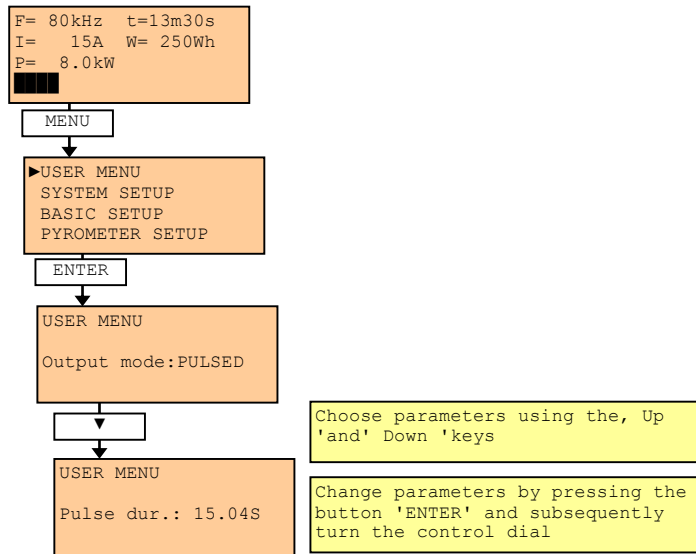 F= 80kHz  t=13m30s
I=   15A  W= 250Wh
P=  8.0kW
MENU
►USER MENU
SYSTEM SETUP
BASIC SETUP
PYROMETER SETUP
ENTER
USER MENU
Output mode:PULSED
▼
USER MENU
Pulse dur.: 15.04S
Choose parameters using the, Up
'and' Down 'keys
Change parameters by pressing the
button 'ENTER' and subsequently
turn the control dial